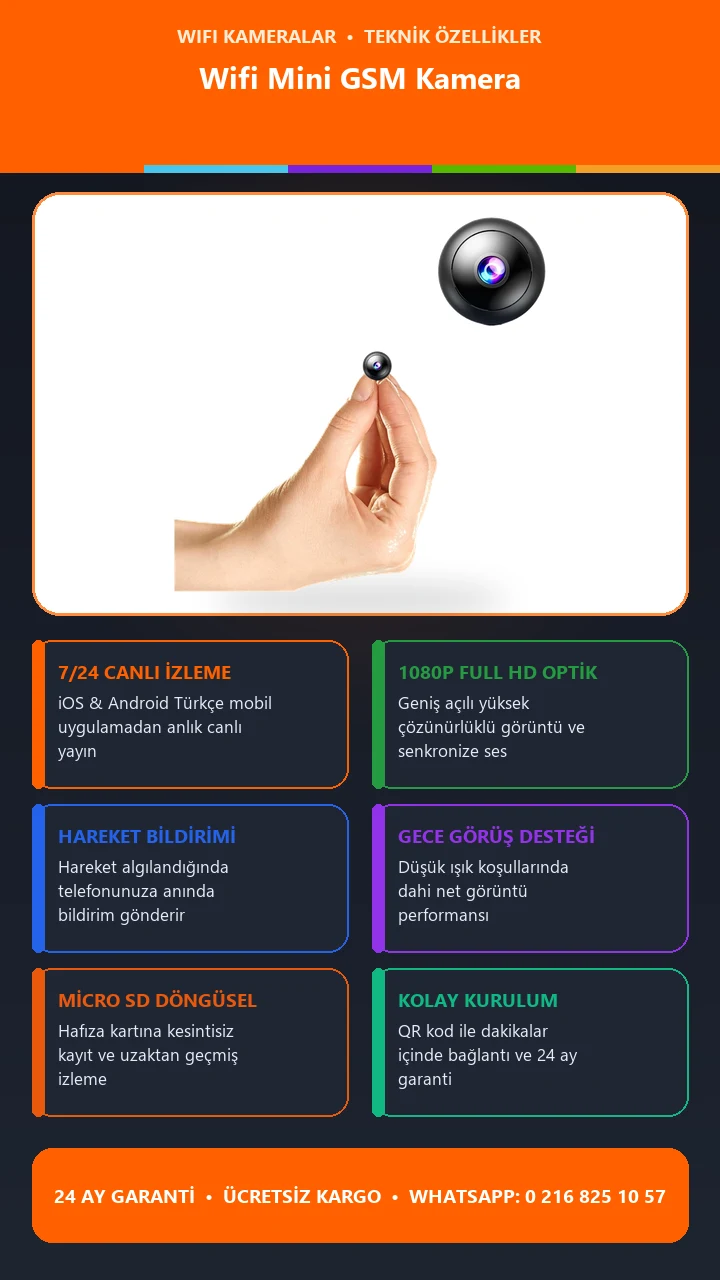 WIFI KAMERALAR • TEKNİK ÖZELLİKLER
Wifi Mini GSM Kamera
7/24 CANLI İZLEME
iOS & Android Türkçe mobil
uygulamadan anlık canlı
yayın
1080P FULL HD OPTİK
Geniş açılı yüksek
çözünürlüklü görüntü ve
senkronize ses
HAREKET BİLDİRİMİ
Hareket algılandığında
telefonunuza anında
bildirim gönderir
GECE GÖRÜŞ DESTEĞİ
Düşük ışık koşullarında
dahi net görüntü
performansı
MİCRO SD DÖNGÜSEL
Hafıza kartına kesintisiz
kayıt ve uzaktan geçmiş
izleme
KOLAY KURULUM
QR kod ile dakikalar
içinde bağlantı ve 24 ay
garanti
24 AY GARANTİ • ÜCRETSİZ KARGO • WHATSAPP: 0 216 825 10 57